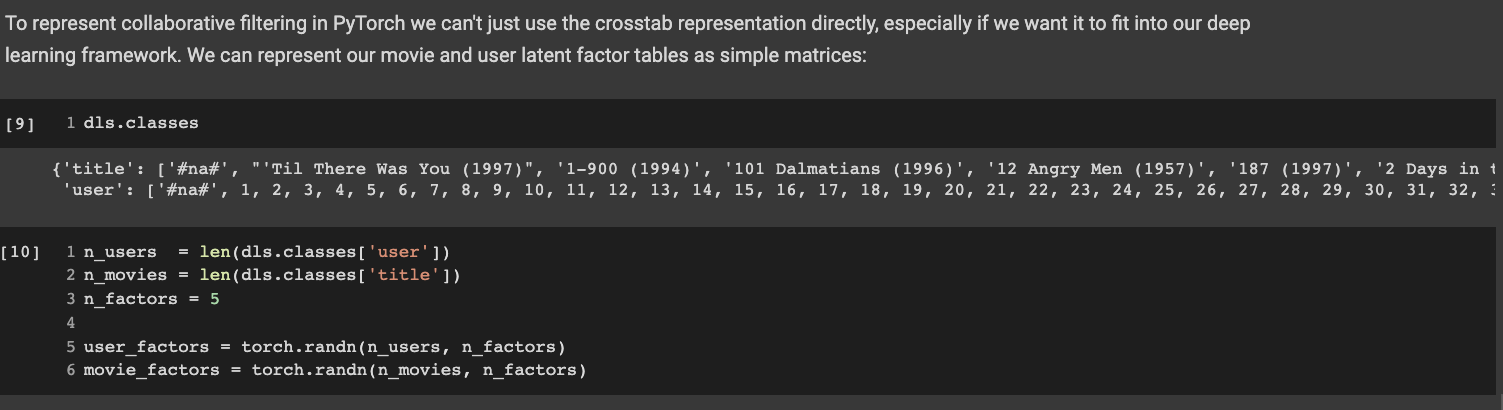 To represent collaborative filtering in PyTorch we can't just use the crosstab representation directly, especially if we want it to fit into our deep
learning framework. We can represent our movie and user latent factor tables as simple matrices:
[9] 1 dls.classes
{'title': ['#na#', "'Til There Was You (1997)", '1-900 (1994)', '101 Dalmatians (1996)', '12 Angry Men (1957)', '187 (1997)', '2 Days in
'user': ['#na#', 1, 2, 3, 4, 5, 6, 7, 8, 9, 10, 11, 12, 13, 14, 15, 16, 17, 18, 19, 20, 21, 22, 23, 24, 25, 26, 27, 28, 29, 30, 31, 32,
[10] 1 n_users = len(dls.classes['user'])
2 n_movies = len(dls.classes['title'])
3 n_factors = 5
4
5 user_factors = torch.randn(n_users, n_factors)
6 movie_factors = torch.randn(n_movies, n_factors)